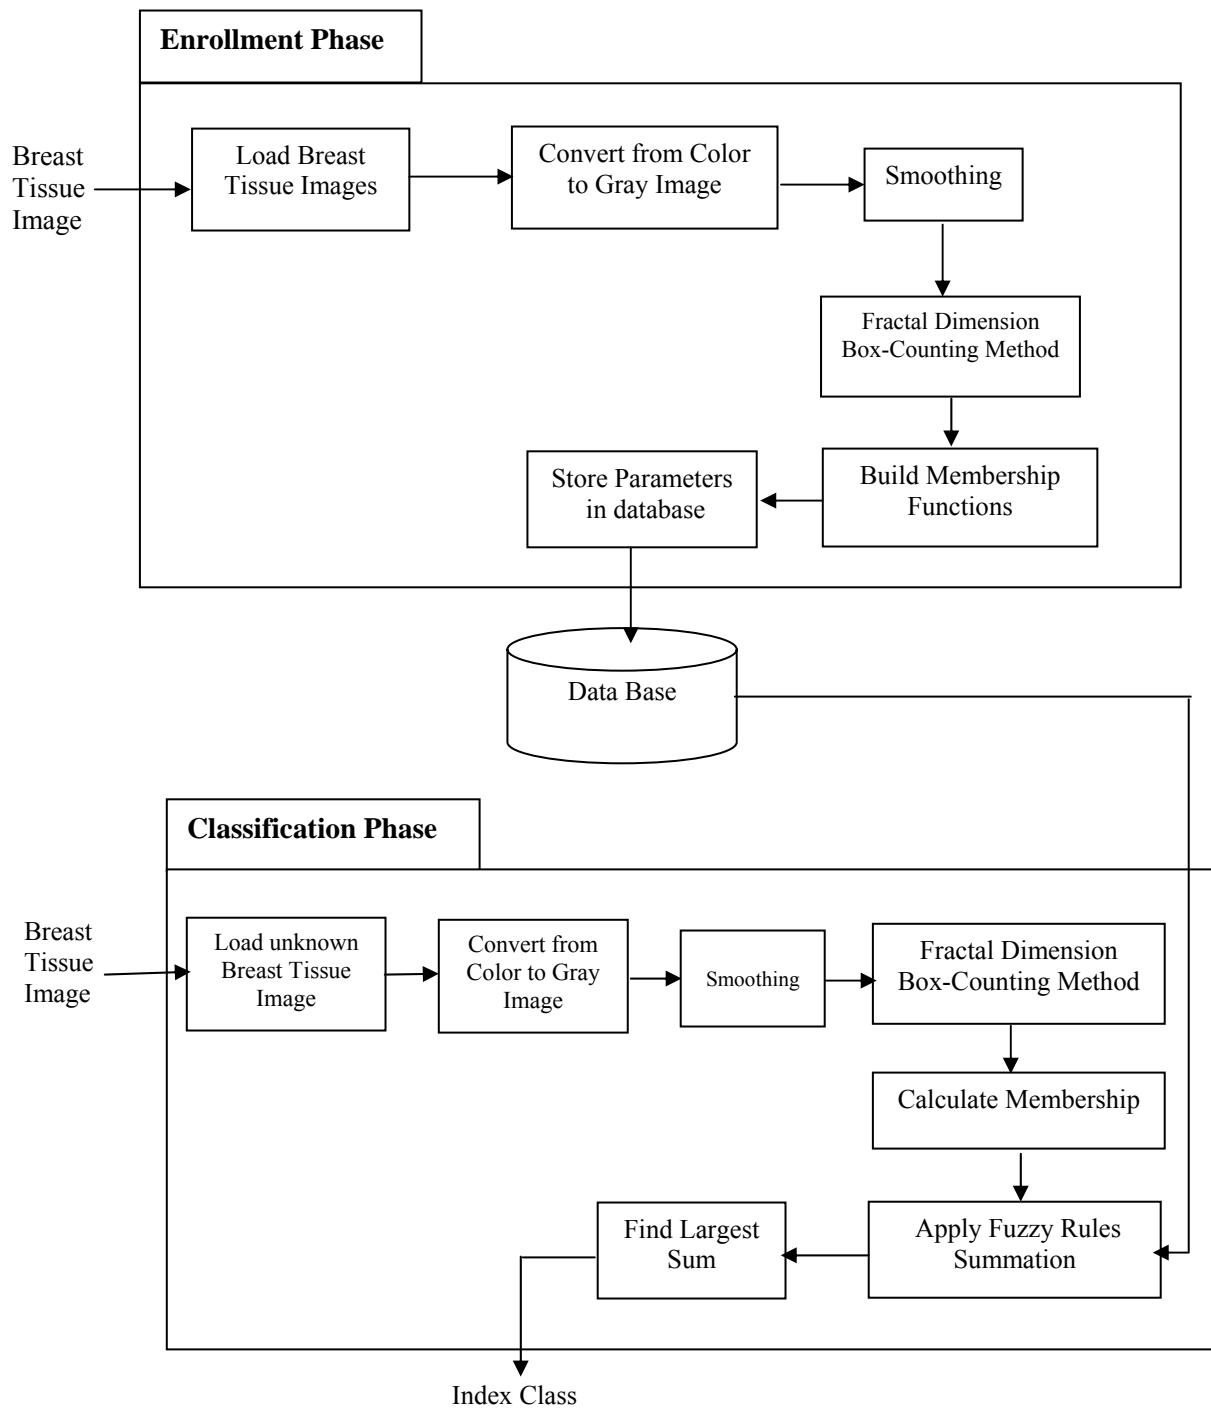 Enrollment Phase
Breast
Tissue
Image
Load Breast
Tissue Images
Convert from Color
to Gray Image
Smoothing
Fractal Dimension
Box-Counting Method
Build Membership
Functions
Store Parameters
in database
Data Base
Classification Phase
Breast
Tissue
Image
Load unknown
Breast Tissue
Image
Convert from
Color to Gray
Image
Smoothing
Fractal Dimension
Box-Counting Method
Calculate Membership
Apply Fuzzy Rules
Summation
Find Largest
Sum
Index Class